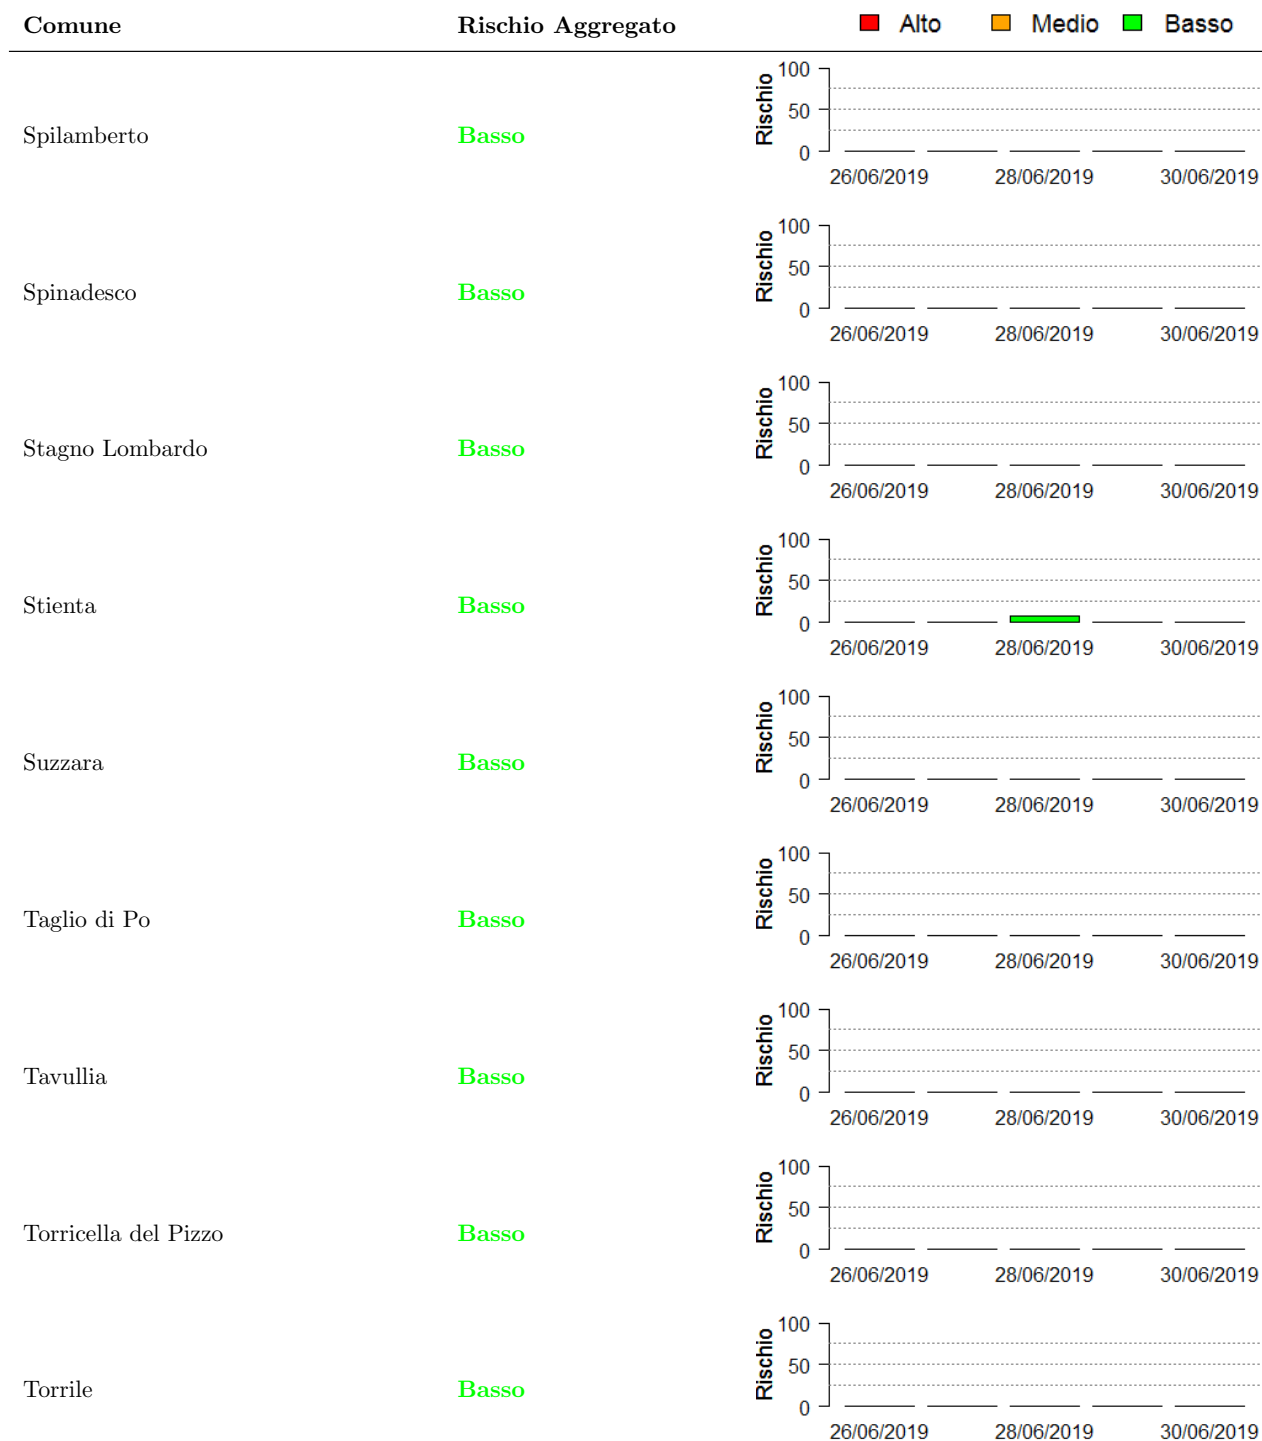 Comune Rischio Aggregato Alto Medio Basso
100
50
0
Rischio
Spilamberto Basso
26/06/2019 28/06/2019 30/06/2019
100
50
0
Rischio
Spinadesco Basso
26/06/2019 28/06/2019 30/06/2019
100
50
0
Rischio
Stagno Lombardo Basso
26/06/2019 28/06/2019 30/06/2019
100
50
0
Rischio
Stienta Basso
26/06/2019 28/06/2019 30/06/2019
100
50
0
Rischio
Suzzara Basso
26/06/2019 28/06/2019 30/06/2019
100
50
0
Rischio
Taglio di Po Basso
26/06/2019 28/06/2019 30/06/2019
100
50
0
Rischio
Tavullia Basso
26/06/2019 28/06/2019 30/06/2019
100
50
0
Rischio
Torricella del Pizzo Basso
26/06/2019 28/06/2019 30/06/2019
100
50
0
Rischio
Torrile Basso
26/06/2019 28/06/2019 30/06/2019